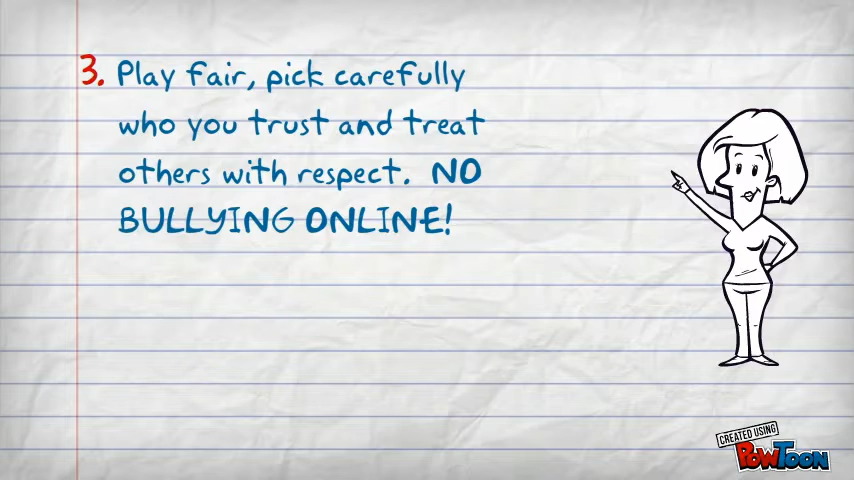 3. Play fair, pick carefully
who you trust and treat
others with respect. NO
BULLYING ONLINE!
CREATED USING
POWTOON